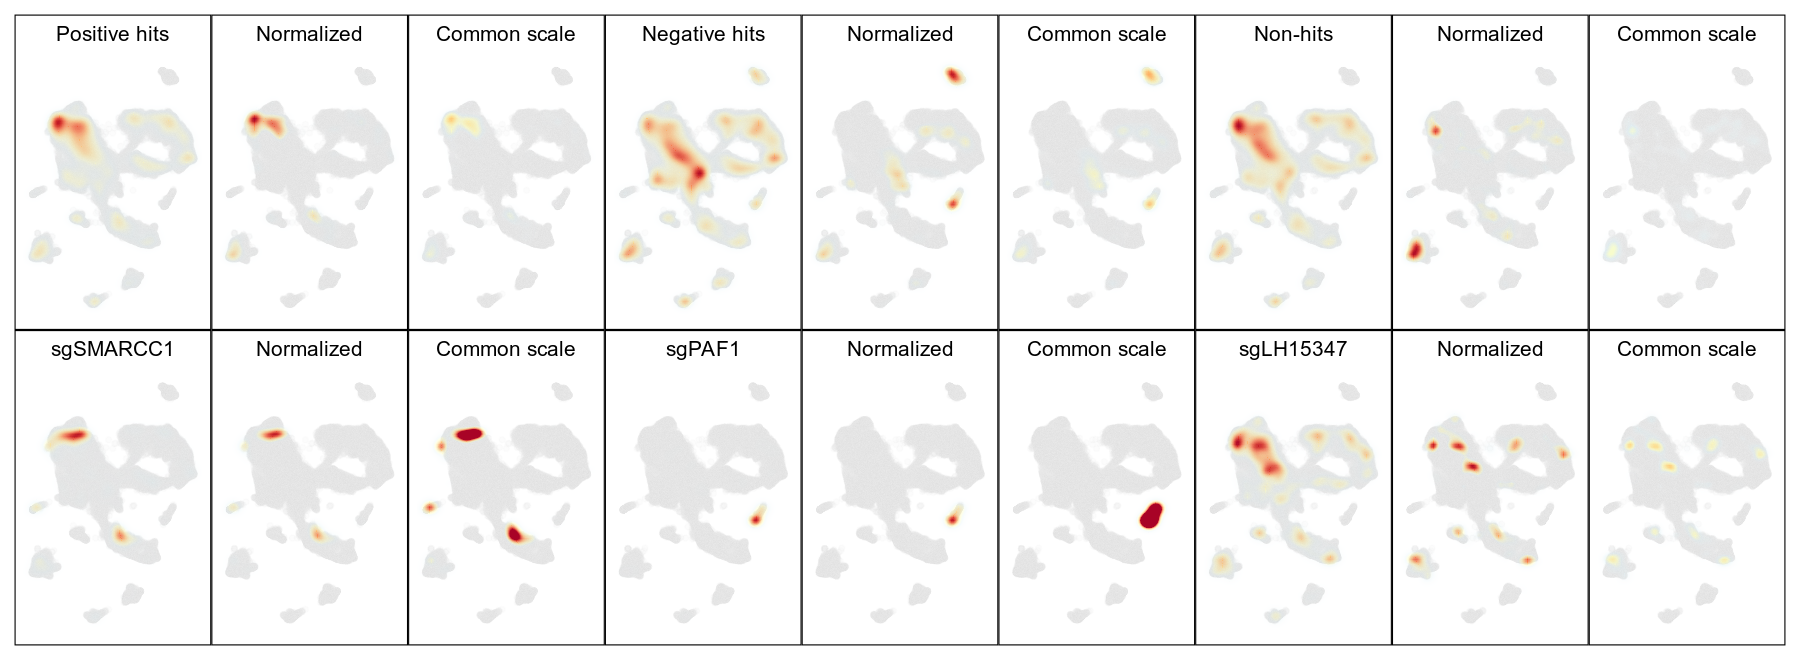 Positive hits
Normalized
Common scale
Negative hits
Normalized
Common scale
Non-hits
Normalized
Common scale
sgSMARCC1
Normalized
Common scale
sgPAF1
Normalized
Common scale
sgLH15347
Normalized
Common scale